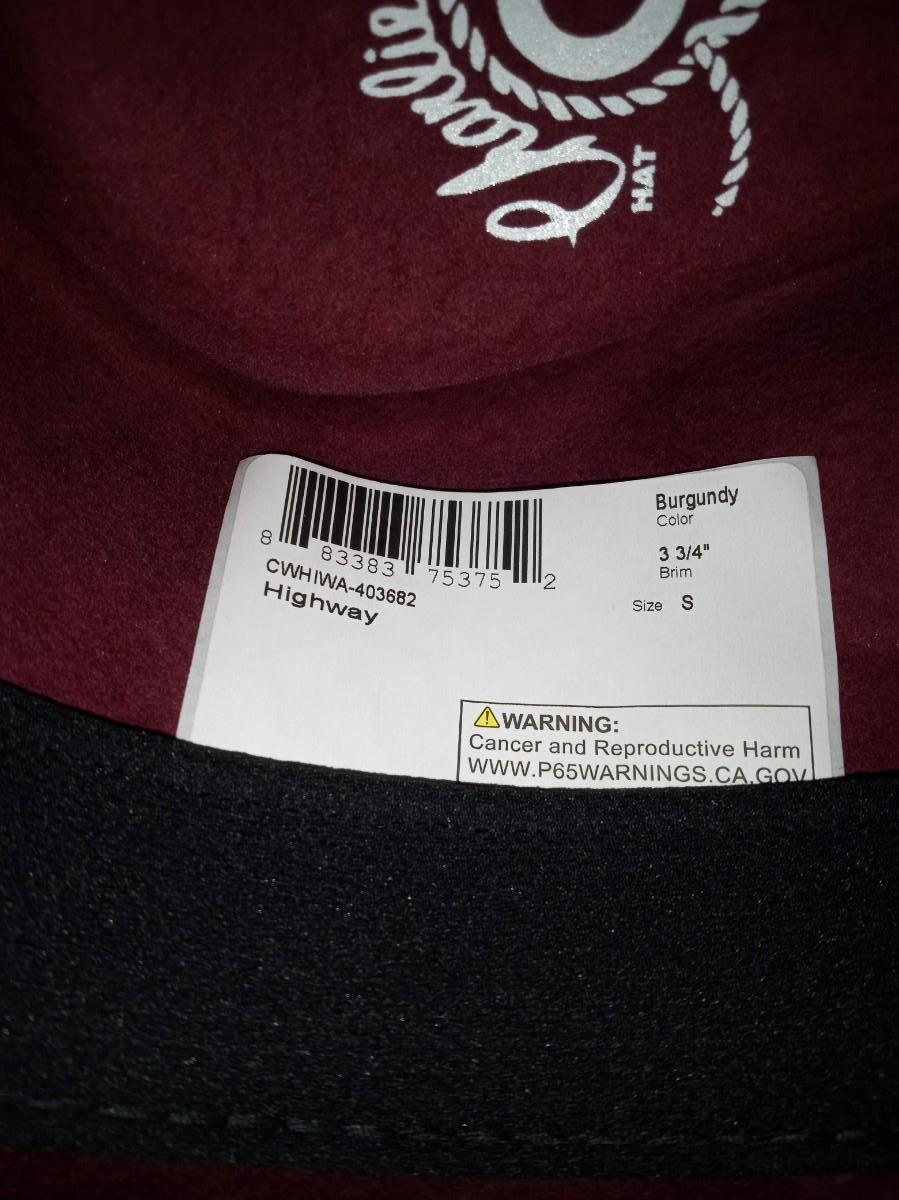 Charlie
HAT
8 83383 75375 2
CWHIWA-403682
Highway
Burgundy
Color
3 3/4"
Brim
Size S
WARNING:
Cancer and Reproductive Harm
WWW.P65WARNINGS.CA.GOV